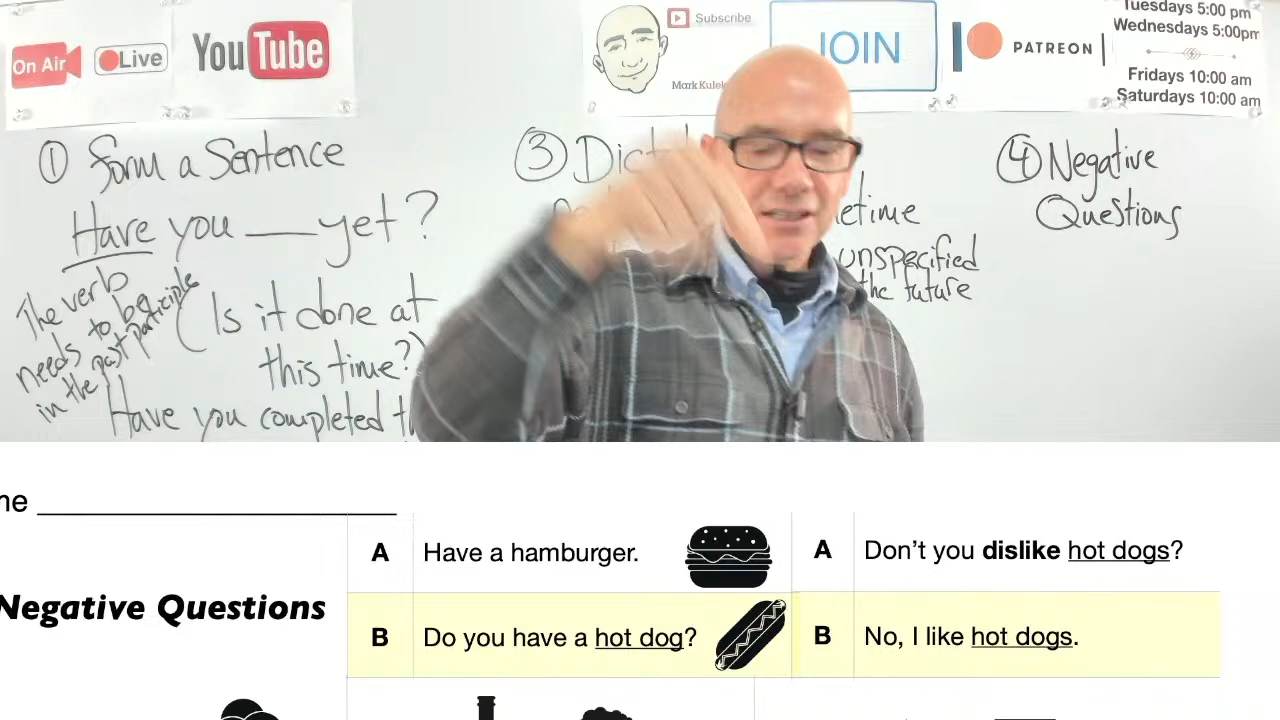 On Air
Live
YouTube
Subscribe
JOIN
PATREON
Tuesdays 5:00 pm
Wednesdays 5:00pm
Fridays 10:00 am
Saturdays 10:00 am
① Form a Sentence
Have you ___ yet?
The verb
needs to be
in the past participle
(Is it done at
this time?)
Have you completed
③
unspecified
the future
④ Negative
Questions
Negative Questions
A Have a hamburger.
B Do you have a hot dog?
A Don't you dislike hot dogs?
B No, I like hot dogs.